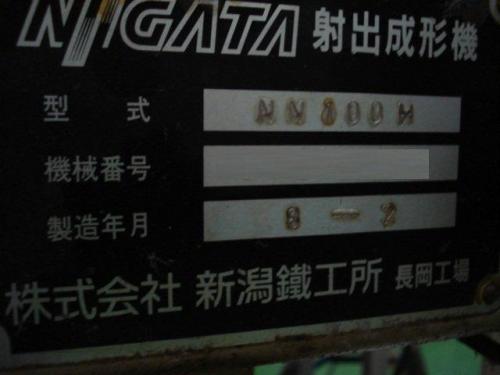 NIIGATA 射出成形機
型式 NN800M
機械番号
製造年月 8-2
株式会社 新潟鐵工所 長岡工場